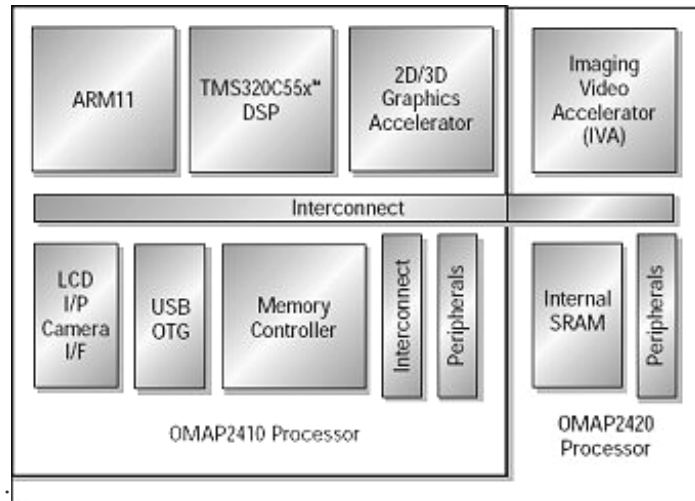 ARM11
TMS320C55x™
DSP
2D/3D
Graphics
Accelerator
Imaging
Video
Accelerator
(IVA)
Interconnect
LCD
I/P
Camera
I/F
USB
OTG
Memory
Controller
Interconnect
Peripherals
Internal
SRAM
Peripherals
OMAP2410 Processor
OMAP2420
Processor
.